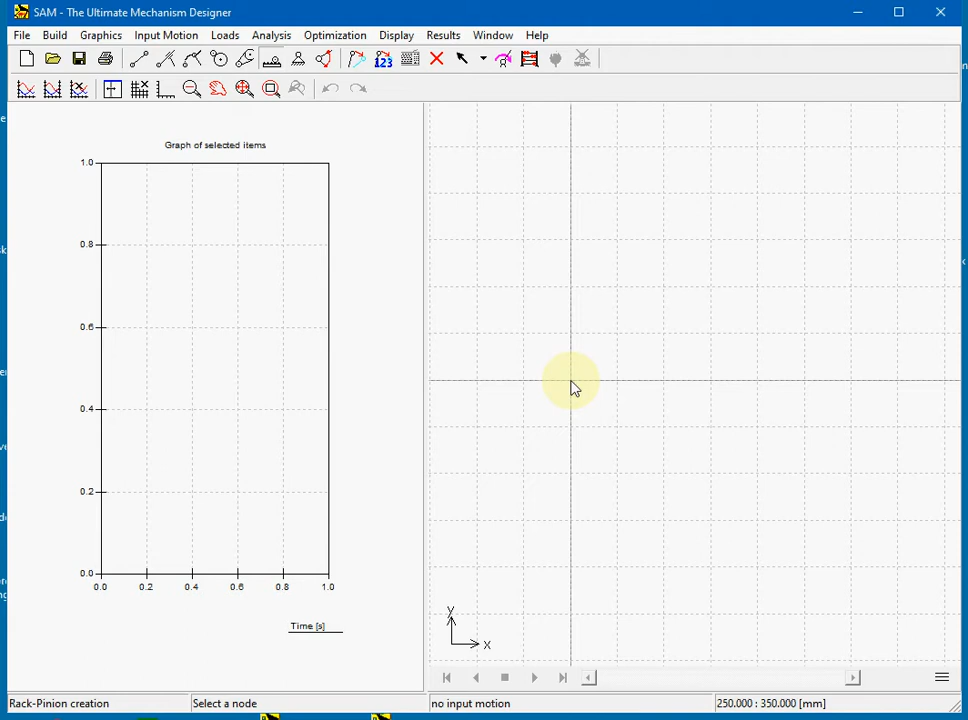 SAM - The Ultimate Mechanism Designer
File Build Graphics Input Motion Loads Analysis Optimization Display Results Window Help
123
Graph of selected items
1.0
0.8
0.6
0.4
0.2
0.0
0.0 0.2 0.4 0.6 0.8 1.0
Time [s]
y
x
Rack-Pinion creation Select a node no input motion 250.000 : 350.000 [mm]